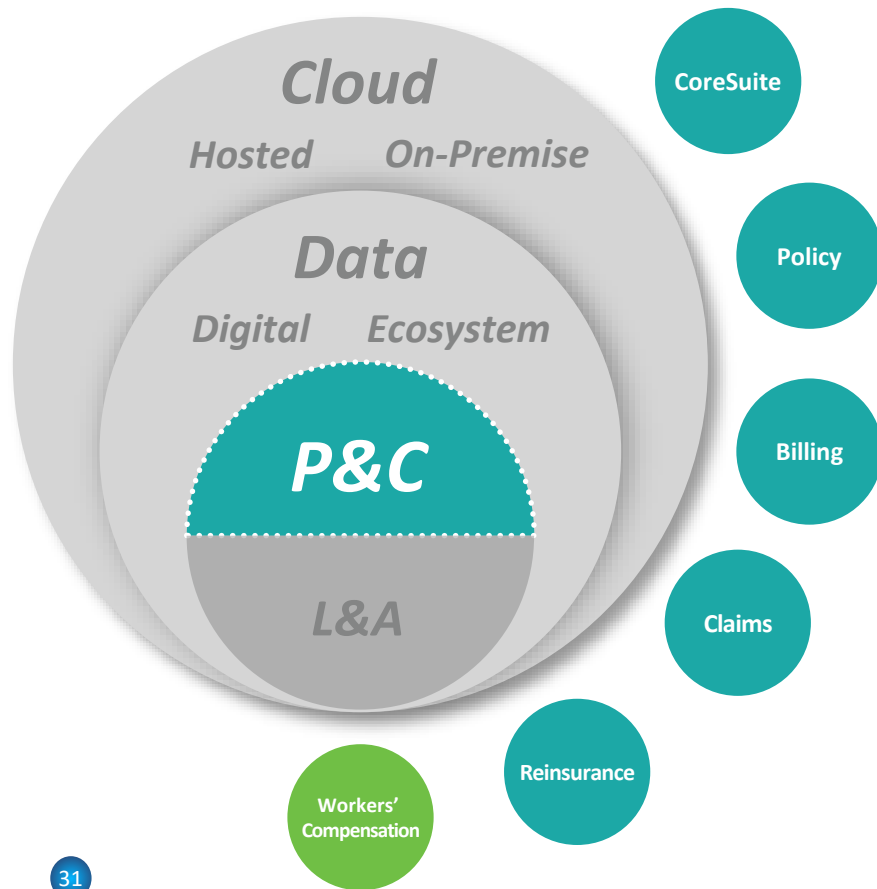 Cloud
Hosted On-Premise
Data
Digital Ecosystem
P&C
L&A
CoreSuite
Policy
Billing
Claims
Reinsurance
Workers’
Compensation
31